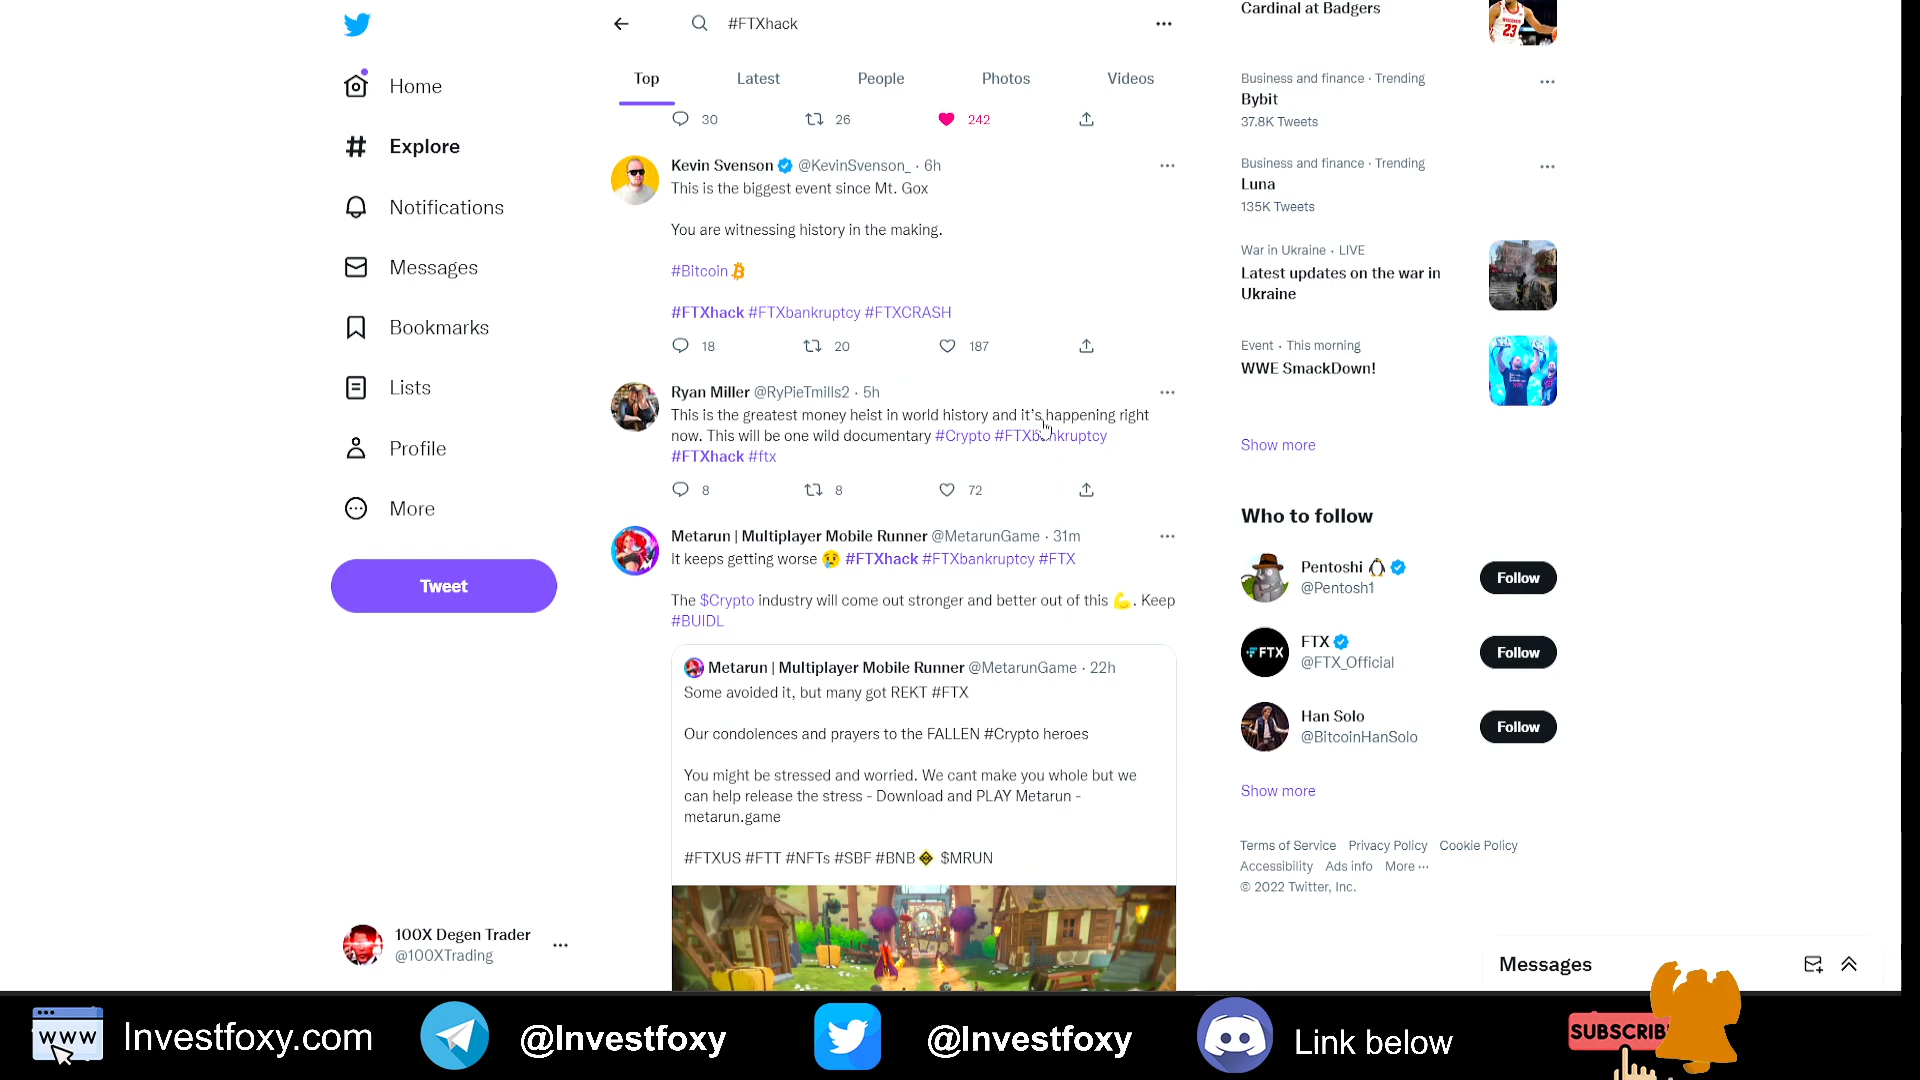 #FTXhack
Top Latest People Photos Videos
30 26 242
Home
Explore
Notifications
Messages
Bookmarks
Lists
Profile
More
Tweet
100X Degen Trader
@100XTrading
Kevin Svenson @KevinSvenson_ · 6h
This is the biggest event since Mt. Gox
You are witnessing history in the making.
#Bitcoin
#FTXhack #FTXbankruptcy #FTXCRASH
18 20 187
Ryan Miller @RyPieTmills2 · 5h
This is the greatest money heist in world history and it's happening right
now. This will be one wild documentary #Crypto #FTXbankruptcy
#FTXhack #ftx
8 8 72
Metarun | Multiplayer Mobile Runner @MetarunGame · 31m
It keeps getting worse 😢 #FTXhack #FTXbankruptcy #FTX
The $Crypto industry will come out stronger and better out of this 💪. Keep
#BUIDL
Metarun | Multiplayer Mobile Runner @MetarunGame · 22h
Some avoided it, but many got REKT #FTX
Our condolences and prayers to the FALLEN #Crypto heroes
You might be stressed and worried. We cant make you whole but we
can help release the stress - Download and PLAY Metarun -
metarun.game
#FTXUS #FTT #NFTs #SBF #BNB $MRUN
Cardinal at Badgers
23
Business and finance · Trending
Bybit
37.8K Tweets
Business and finance · Trending
Luna
135K Tweets
War in Ukraine · LIVE
Latest updates on the war in
Ukraine
Event · This morning
WWE SmackDown!
Show more
Who to follow
Pentoshi 🐧
@Pentosh1
Follow
FTX
FTX
@FTX_Official
Follow
Han Solo
@BitcoinHanSolo
Follow
Show more
Terms of Service Privacy Policy Cookie Policy
Accessibility Ads info More ···
© 2022 Twitter, Inc.
Messages
WWW Investfoxy.com @Investfoxy @Investfoxy Link below